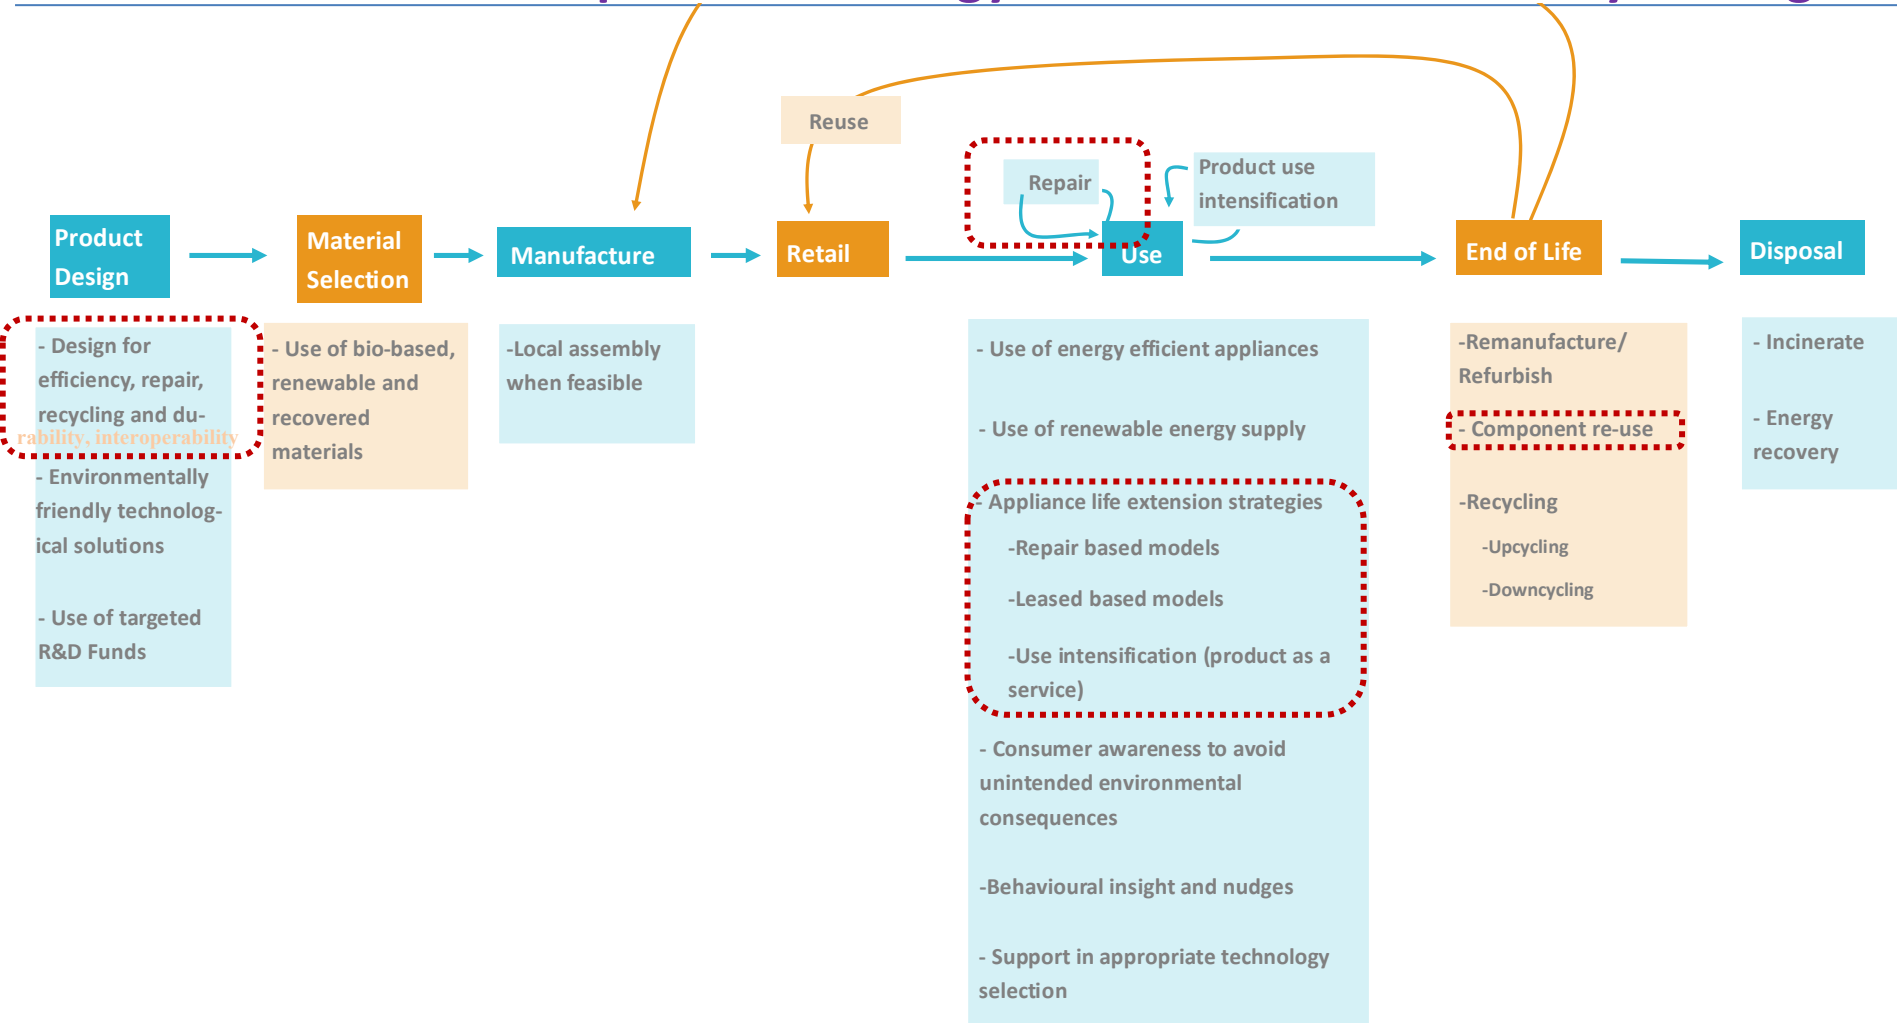 Reuse
Repair
Product use
intensification
Product
Design
Material
Selection
Manufacture
Retail
Use
End of Life
Disposal
- Design for
efficiency, repair,
recycling and du-
rability, interoperability
- Environmentally
friendly technolog-
ical solutions
- Use of targeted
R&D Funds
- Use of bio-based,
renewable and
recovered
materials
-Local assembly
when feasible
- Use of energy efficient appliances
- Use of renewable energy supply
- Appliance life extension strategies
-Repair based models
-Leased based models
-Use intensification (product as a
service)
- Consumer awareness to avoid
unintended environmental
consequences
-Behavioural insight and nudges
- Support in appropriate technology
selection
-Remanufacture/
Refurbish
- Component re-use
-Recycling
-Upcycling
-Downcycling
- Incinerate
- Energy
recovery